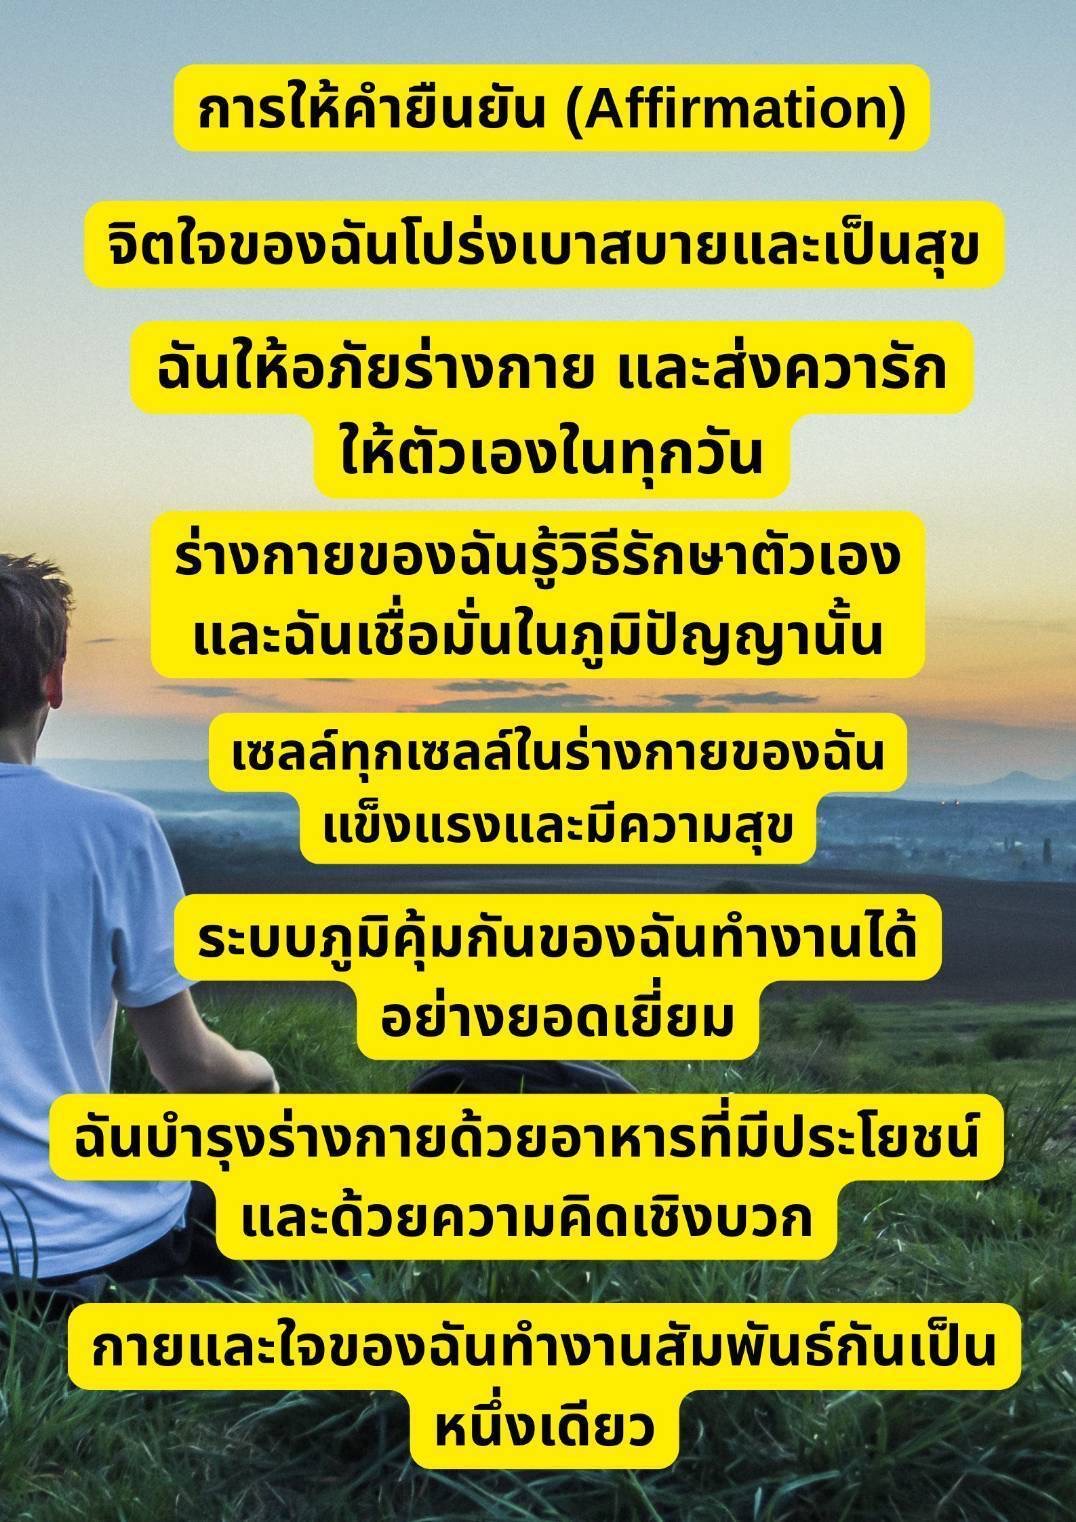 การให้คำยืนยัน (Affirmation)
จิตใจของฉันโปร่งเบาสบายและเป็นสุข
ฉันให้อภัยร่างกาย และส่งควารัก
ให้ตัวเองในทุกวัน
ร่างกายของฉันรู้วิธีรักษาตัวเอง
และฉันเชื่อมั่นในภูมิปัญญานั้น
เซลล์ทุกเซลล์ในร่างกายของฉัน
แข็งแรงและมีความสุข
ระบบภูมิคุ้มกันของฉันทำงานได้
อย่างยอดเยี่ยม
ฉันบำรุงร่างกายด้วยอาหารที่มีประโยชน์
และด้วยความคิดเชิงบวก
กายและใจของฉันทำงานสัมพันธ์กันเป็น
หนึ่งเดียว